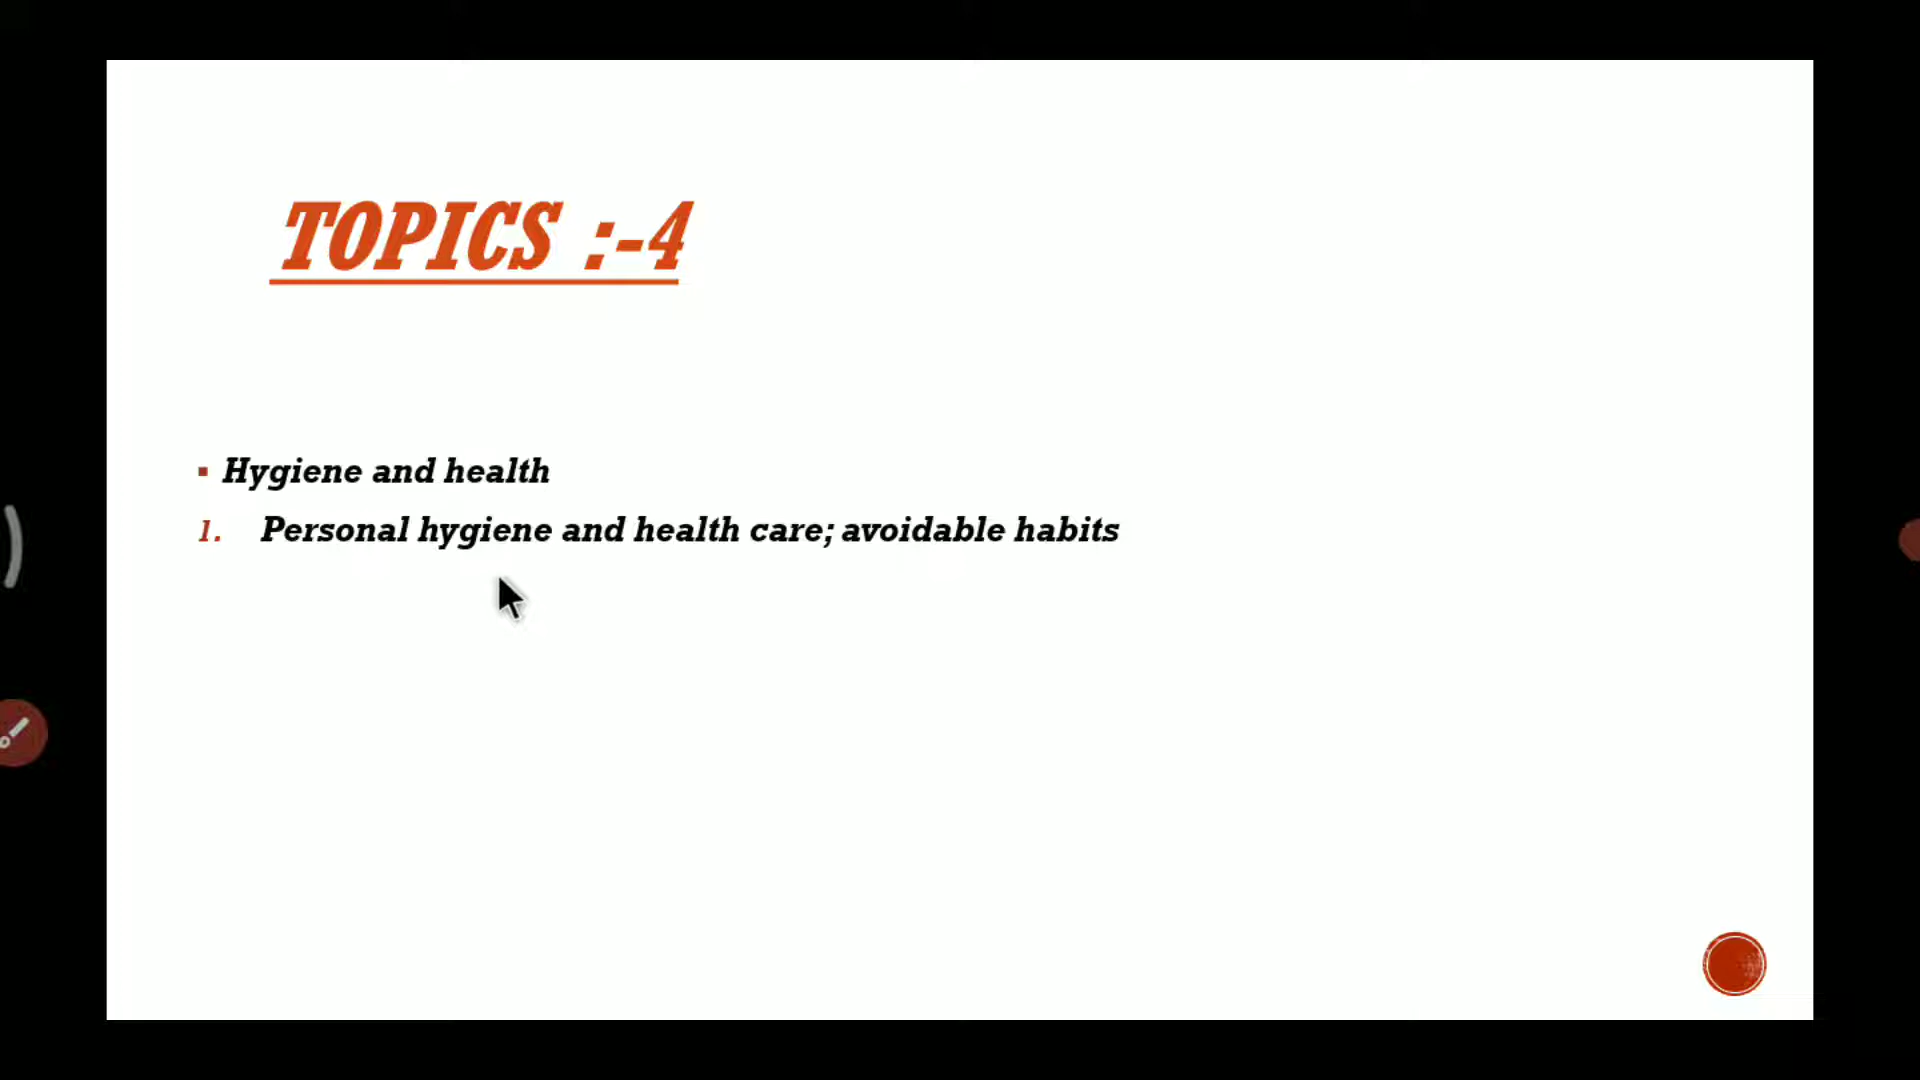 TOPICS :-4
▪ Hygiene and health
1. Personal hygiene and health care; avoidable habits